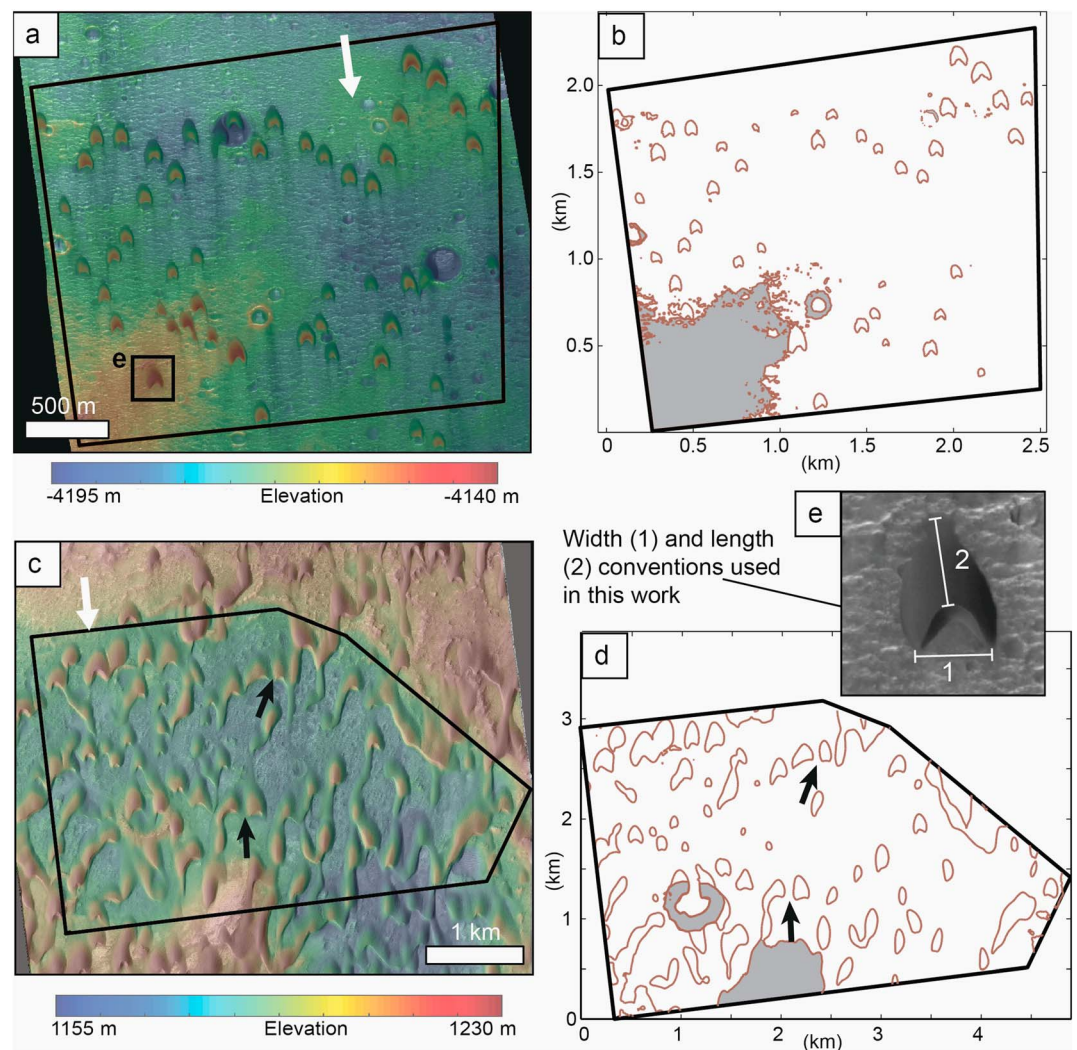 a
e
500 m
-4195 m Elevation -4140 m
b
2.0
1.5
(km)
1.0
0.5
0 0.5 1.0 1.5 2.0 2.5
(km)
c
1 km
1155 m Elevation 1230 m
Width (1) and length
(2) conventions used
in this work
e
2
1
d
3
2
(km)
1
0
0 1 2 3 4
(km)